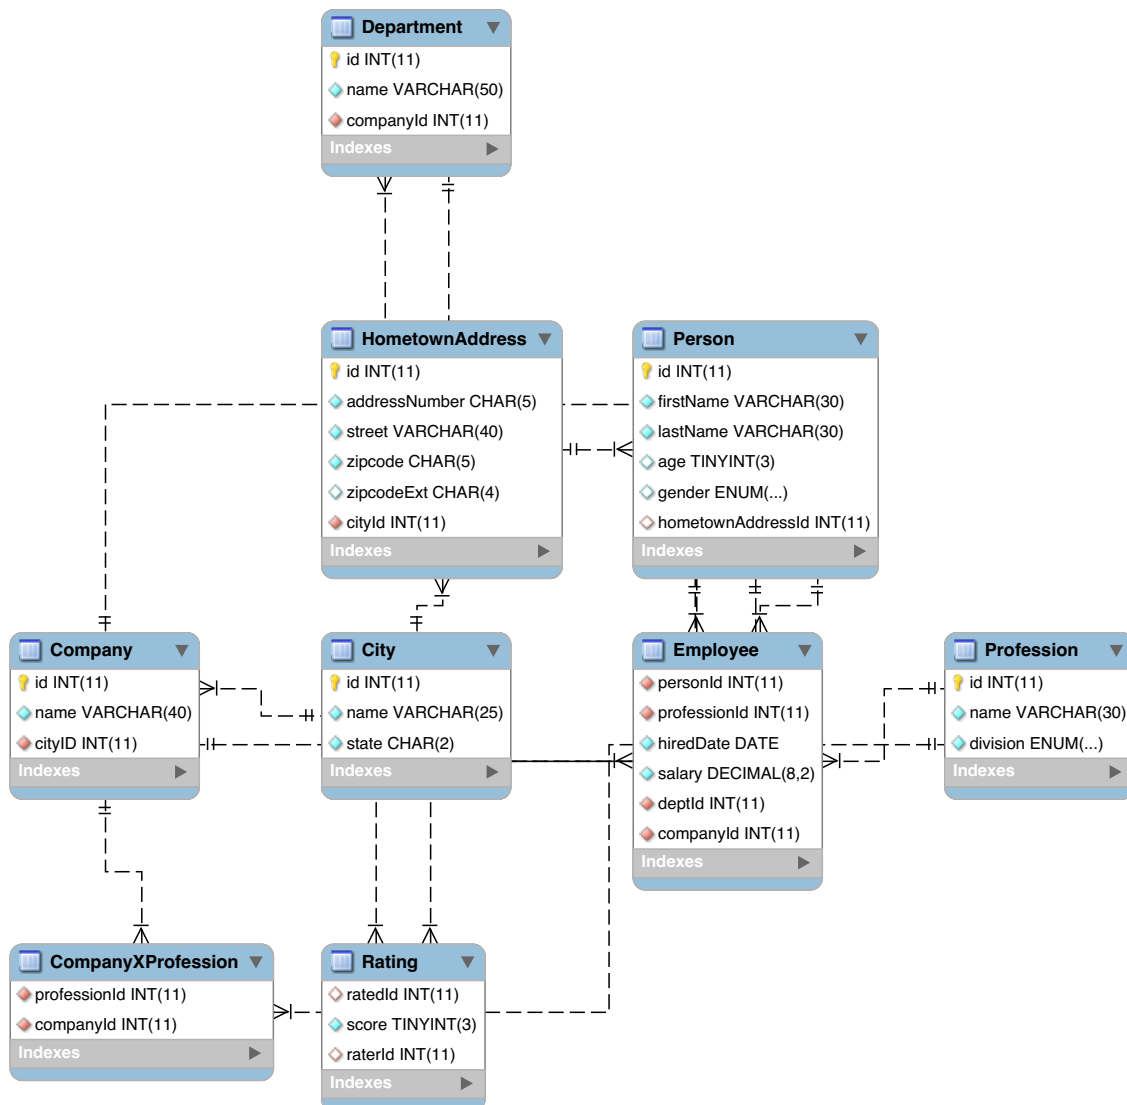 Department
id INT(11)
name VARCHAR(50)
companyId INT(11)
Indexes
HometownAddress
id INT(11)
addressNumber CHAR(5)
street VARCHAR(40)
zipcode CHAR(5)
zipcodeExt CHAR(4)
cityId INT(11)
Indexes
Person
id INT(11)
firstName VARCHAR(30)
lastName VARCHAR(30)
age TINYINT(3)
gender ENUM(...)
hometownAddressId INT(11)
Indexes
Company
id INT(11)
name VARCHAR(40)
cityID INT(11)
Indexes
City
id INT(11)
name VARCHAR(25)
state CHAR(2)
Indexes
Employee
personId INT(11)
professionId INT(11)
hiredDate DATE
salary DECIMAL(8,2)
deptId INT(11)
companyId INT(11)
Indexes
Profession
id INT(11)
name VARCHAR(30)
division ENUM(...)
Indexes
CompanyXProfession
professionId INT(11)
companyId INT(11)
Indexes
Rating
ratedId INT(11)
score TINYINT(3)
raterId INT(11)
Indexes